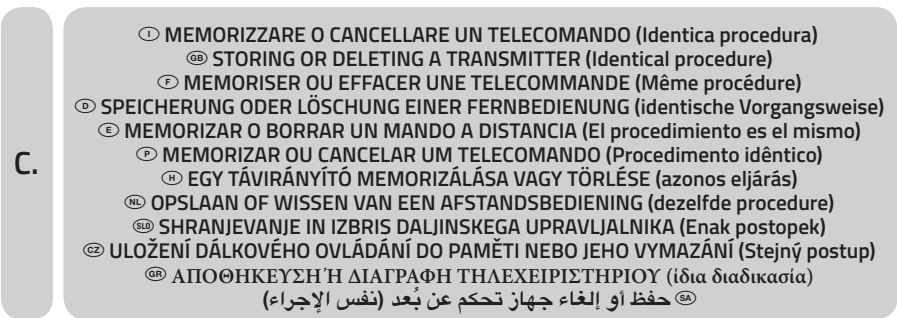 C.
Ⓘ MEMORIZZARE O CANCELLARE UN TELECOMANDO (Identica procedura)
GB STORING OR DELETING A TRANSMITTER (Identical procedure)
Ⓕ MEMORISER OU EFFACER UNE TELECOMMANDE (Même procédure)
Ⓓ SPEICHERUNG ODER LÖSCHUNG EINER FERNBEDIENUNG (identische Vorgangsweise)
Ⓔ MEMORIZAR O BORRAR UN MANDO A DISTANCIA (El procedimiento es el mismo)
Ⓟ MEMORIZAR OU CANCELAR UM TELECOMANDO (Procedimento idêntico)
Ⓗ EGY TÁVIRÁNYÍTÓ MEMORIZÁLÁSA VAGY TÖRLÉSE (azonos eljárás)
NL OPSLAAN OF WISSEN VAN EEN AFSTANDSBEDIENING (dezelfde procedure)
SLO SHRANJEVANJE IN IZBRIS DALJINSKEGA UPRAVLJALNIKA (Enak postopek)
CZ ULOŽENÍ DÁLKOVÉHO OVLÁDÁNÍ DO PAMĚTI NEBO JEHO VYMAZÁNÍ (Stejný postup)
GR ΑΠΟΘΗΚΕΥΣΗ Ή ΔΙΑΓΡΑΦΗ ΤΗΛΕΧΕΙΡΙΣΤΗΡΙΟΥ (ίδια διαδικασία)
SA حفظ أو إلغاء جهاز تحكم عن بُعد (نفس الإجراء)